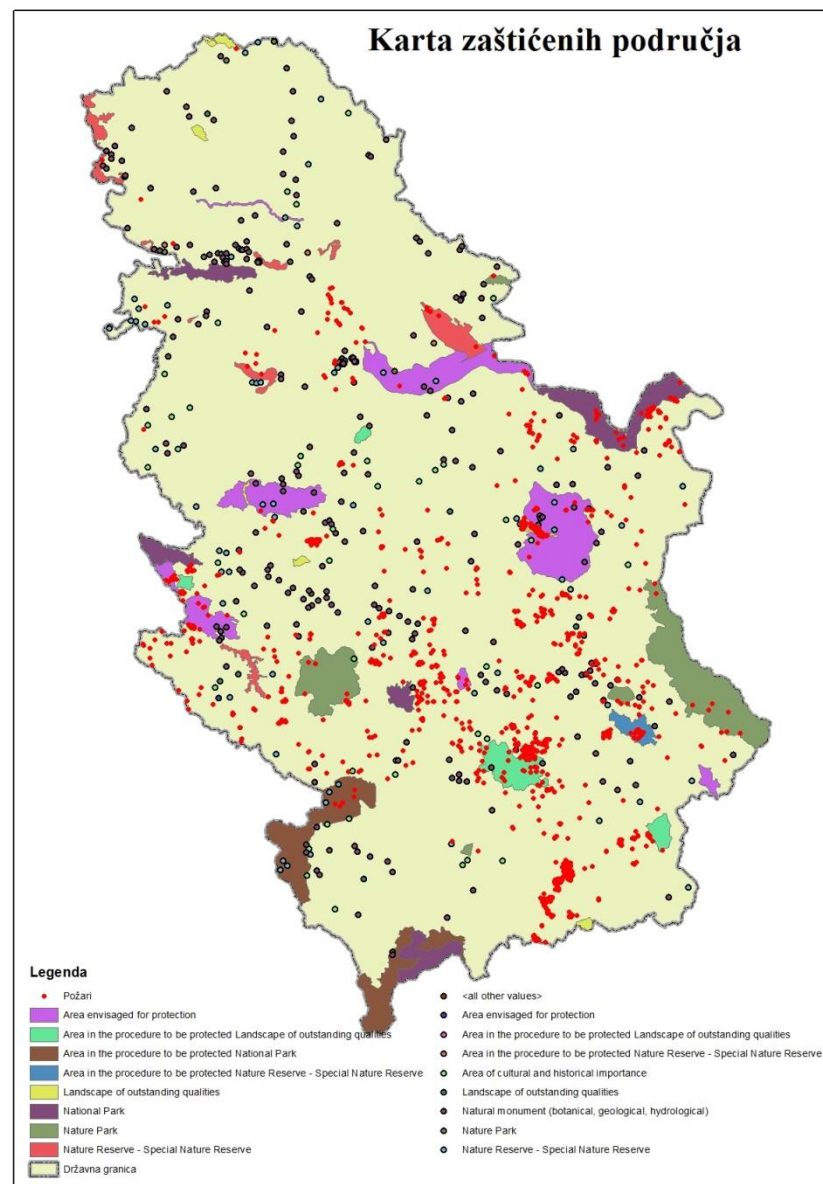 Karta zaštićenih područja
Legenda
Požari
Area envisaged for protection
Area in the procedure to be protected Landscape of outstanding qualities
Area in the procedure to be protected National Park
Area in the procedure to be protected Nature Reserve - Special Nature Reserve
Landscape of outstanding qualities
National Park
Nature Park
Nature Reserve - Special Nature Reserve
Državna granica
<all other values>
Area envisaged for protection
Area in the procedure to be protected Landscape of outstanding qualities
Area in the procedure to be protected Nature Reserve - Special Nature Reserve
Area of cultural and historical importance
Landscape of outstanding qualities
Natural monument (botanical, geological, hydrological)
Nature Park
Nature Reserve - Special Nature Reserve